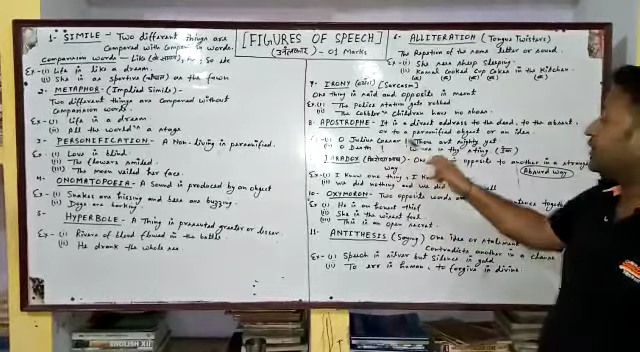 [FIGURES OF SPEECH]
(उपमालंकार) - 01 Marks
1- SIMILE - Two different things are
compared with words.
Comparison words - Like as, so etc
Ex-(i) Life is like a dream.
(ii) She is as sportive as the fawn
2- METAPHOR - (Implied Simile) -
Two different things are compared without
Comparison words.
Ex-(i) Life is a dream.
(ii) All the world's a stage
3- PERSONIFICATION - A Non-living is personified.
Ex-(i) Love is blind.
(ii) The flowers smiled.
(iii) The moon veiled her face.
4- ONOMATOPOEIA - A Sound is produced by an object
Ex-(i) Snakes are hissing and bees are buzzing.
(ii) Dogs are barking.
5- HYPERBOLE - A Thing is presented greater or lesser.
Ex-(i) Rivers of blood flowed in the battle
(ii) He drank the whole sea
6- ALLITERATION - (Tongue Twisters)
The Repetition of the same letter or sound.
Ex-(i) She sees sheep sleeping.
(ii) Kamal Cooked Cup Cakes in the Kitchen.
(क) (क) (क) (क)
7- IRONY [Sarcasm]
One thing is said and opposite is meant
Ex.(i) The Police station gets robbed
(ii) The Cobbler's Children have no shoes.
8- APOSTROPHE - It is a direct address to the dead, to the absent,
or to a personified object or an idea.
(i) O Julius Caesar Thou art mighty yet
(ii) O Death! is thy sting
PARADOX opposite to another in a strange
way (Absurd way)
Ex-(i) I know one thing, I
(ii) We did nothing and we did
10- OXYMORON - Two opposite words together
Ex-(i) He is an honest thief
(ii) She is the wisest fool.
(iii) This is an open secret.
11- ANTITHESIS - (Saying) One idea or statement
Contradicts another in a clause
Ex-(i) Speech is silver but silence is gold
(ii) To err is human, to forgive is divine.
ENGLISH XII